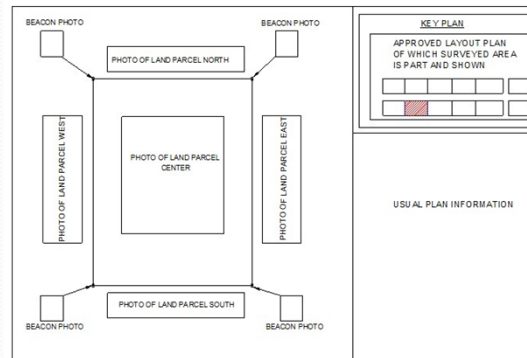 BEACON PHOTO
BEACON PHOTO
PHOTO OF LAND PARCEL NORTH
PHOTO OF LAND PARCEL WEST
PHOTO OF LAND PARCEL
CENTER
PHOTO OF LAND PARCEL EAST
PHOTO OF LAND PARCEL SOUTH
BEACON PHOTO
BEACON PHOTO
KEY PLAN
APPROVED LAYOUT PLAN
OF WHICH SURVEYED AREA
IS PART AND SHOWN
USUAL PLAN INFORMATION